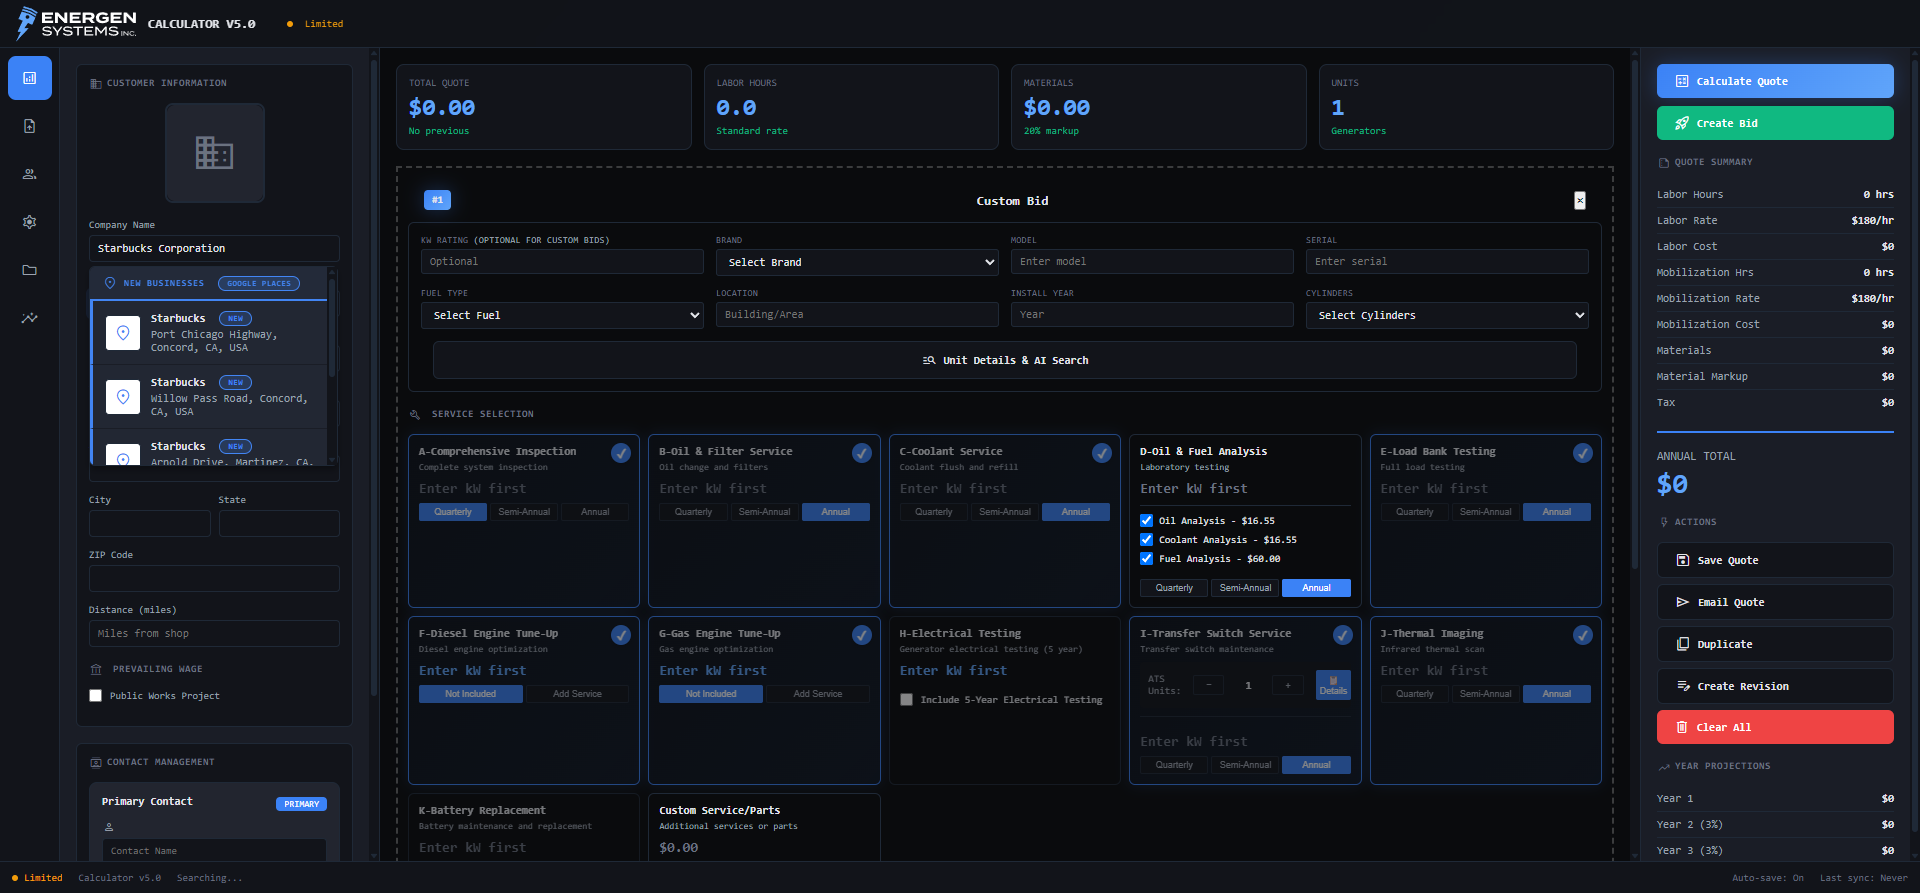 ENERGEN
SYSTEMS INC.
CALCULATOR V5.0
Limited
CUSTOMER INFORMATION
Company Name
Starbucks Corporation
NEW BUSINESSES
GOOGLE PLACES
Starbucks NEW
Port Chicago Highway,
Concord, CA, USA
Starbucks NEW
Willow Pass Road, Concord,
CA, USA
Starbucks NEW
Arnold Drive, Martinez, CA,
City State
ZIP Code
Distance (miles)
Miles from shop
PREVAILING WAGE
Public Works Project
CONTACT MANAGEMENT
Primary Contact PRIMARY
Contact Name
TOTAL QUOTE
$0.00
No previous
LABOR HOURS
0.0
Standard rate
MATERIALS
$0.00
20% markup
UNITS
1
Generators
#1
Custom Bid
×
KW RATING (OPTIONAL FOR CUSTOM BIDS)
Optional
BRAND
Select Brand
MODEL
Enter model
SERIAL
Enter serial
FUEL TYPE
Select Fuel
LOCATION
Building/Area
INSTALL YEAR
Year
CYLINDERS
Select Cylinders
Unit Details & AI Search
SERVICE SELECTION
A-Comprehensive Inspection
Complete system inspection
Enter kW first
Quarterly Semi-Annual Annual
B-Oil & Filter Service
Oil change and filters
Enter kW first
Quarterly Semi-Annual Annual
C-Coolant Service
Coolant flush and refill
Enter kW first
Quarterly Semi-Annual Annual
D-Oil & Fuel Analysis
Laboratory testing
Enter kW first
Oil Analysis - $16.55
Coolant Analysis - $16.55
Fuel Analysis - $60.00
Quarterly Semi-Annual Annual
E-Load Bank Testing
Full load testing
Enter kW first
Quarterly Semi-Annual Annual
F-Diesel Engine Tune-Up
Diesel engine optimization
Enter kW first
Not Included Add Service
G-Gas Engine Tune-Up
Gas engine optimization
Enter kW first
Not Included Add Service
H-Electrical Testing
Generator electrical testing (5 year)
Enter kW first
Include 5-Year Electrical Testing
I-Transfer Switch Service
Transfer switch maintenance
ATS
Units:
− 1 +
Details
Enter kW first
Quarterly Semi-Annual Annual
J-Thermal Imaging
Infrared thermal scan
Enter kW first
Quarterly Semi-Annual Annual
K-Battery Replacement
Battery maintenance and replacement
Enter kW first
Custom Service/Parts
Additional services or parts
$0.00
Calculate Quote
Create Bid
QUOTE SUMMARY
Labor Hours 0 hrs
Labor Rate $180/hr
Labor Cost $0
Mobilization Hrs 0 hrs
Mobilization Rate $180/hr
Mobilization Cost $0
Materials $0
Material Markup $0
Tax $0
ANNUAL TOTAL
$0
ACTIONS
Save Quote
Email Quote
Duplicate
Create Revision
Clear All
YEAR PROJECTIONS
Year 1 $0
Year 2 (3%) $0
Year 3 (3%) $0
Limited Calculator v5.0 Searching...
Auto-save: On Last sync: Never